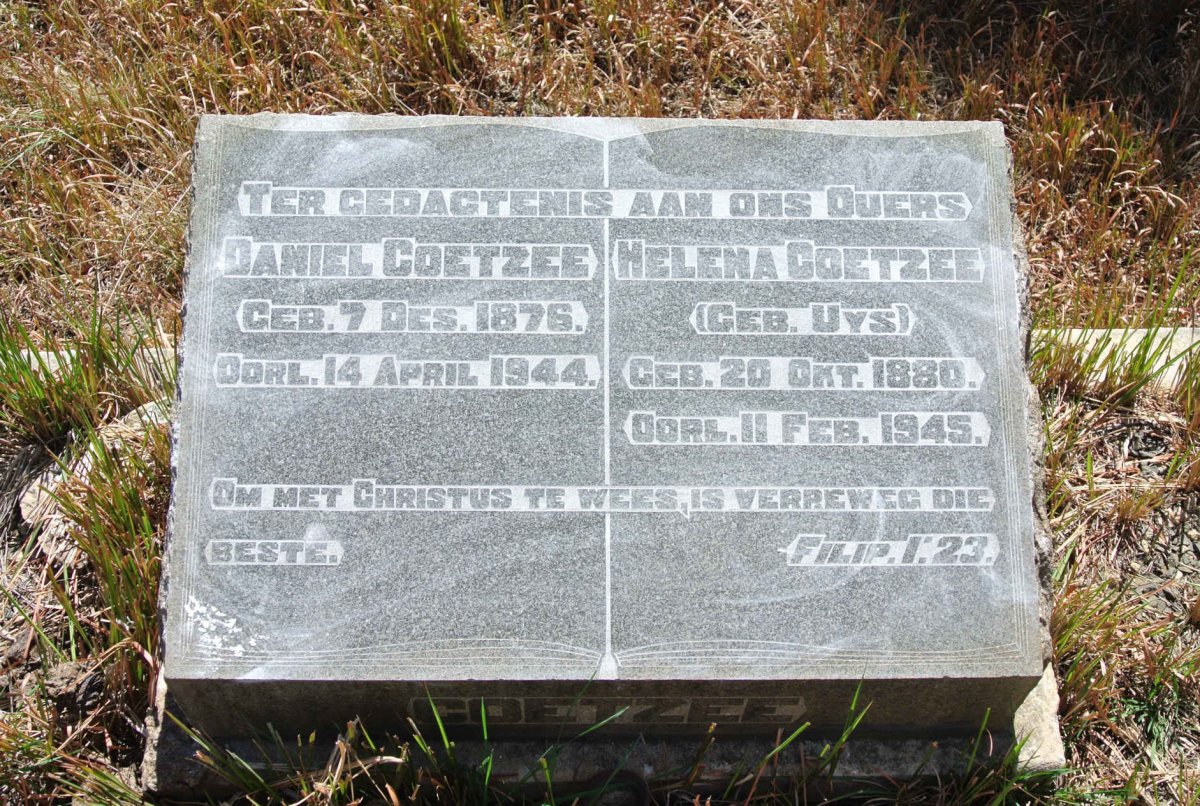 TER GEDAGTENIS AAN ONS OUERS
DANIEL COETZEE
GEB. 7 DES. 1876.
OORL. 14 APRIL 1944.
HELENA COETZEE
(GEB. UYS)
GEB. 20 OKT. 1880.
OORL. 11 FEB. 1945.
OM MET CHRISTUS TE WEES, IS VERREWEG DIE
BESTE. FILIP. 1:23.
COETZEE